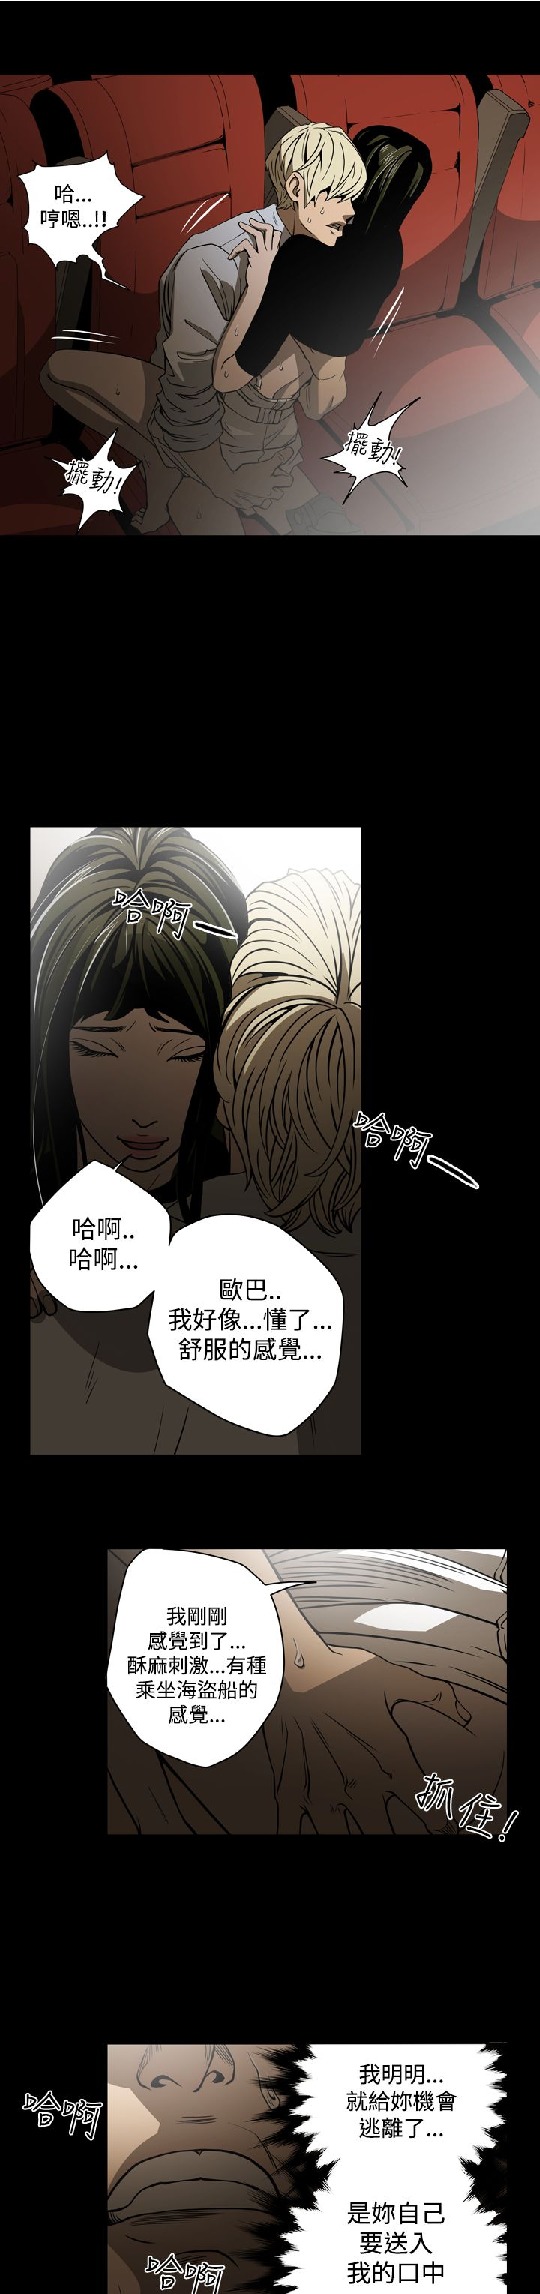 哈...
哼嗯..!!
擺動!
擺動!
哈啊
哈啊
哈啊..
哈啊...
歐巴..
我好像...懂了...
舒服的感覺...
我剛剛
感覺到了...
酥麻刺激...有種
乘坐海盜船的
感覺...
抓住!
我明明...
就給妳機會
逃離了...
哈啊
是妳自己
要送入
我的口中
哈啊